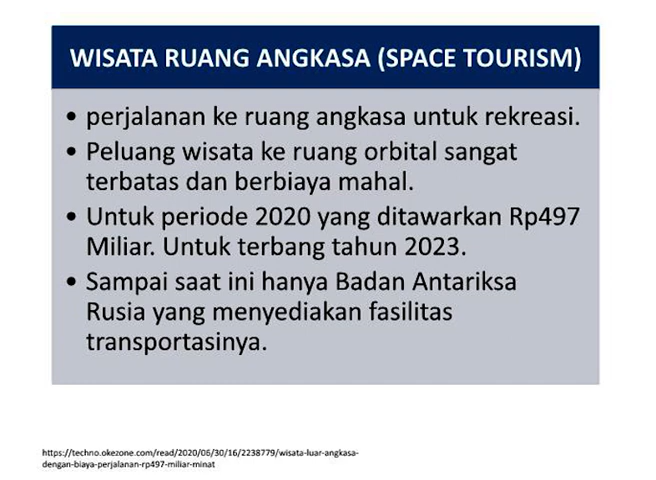 WISATA RUANG ANGKASA (SPACE TOURISM)
• perjalanan ke ruang angkasa untuk rekreasi.
• Peluang wisata ke ruang orbital sangat
terbatas dan berbiaya mahal.
• Untuk periode 2020 yang ditawarkan Rp497
Miliar. Untuk terbang tahun 2023.
• Sampai saat ini hanya Badan Antariksa
Rusia yang menyediakan fasilitas
transportasinya.
https://techno.okezone.com/read/2020/06/30/16/2238779/wisata-luar-angkasa-
dengan-biaya-perjalanan-rp497-miliar-minat